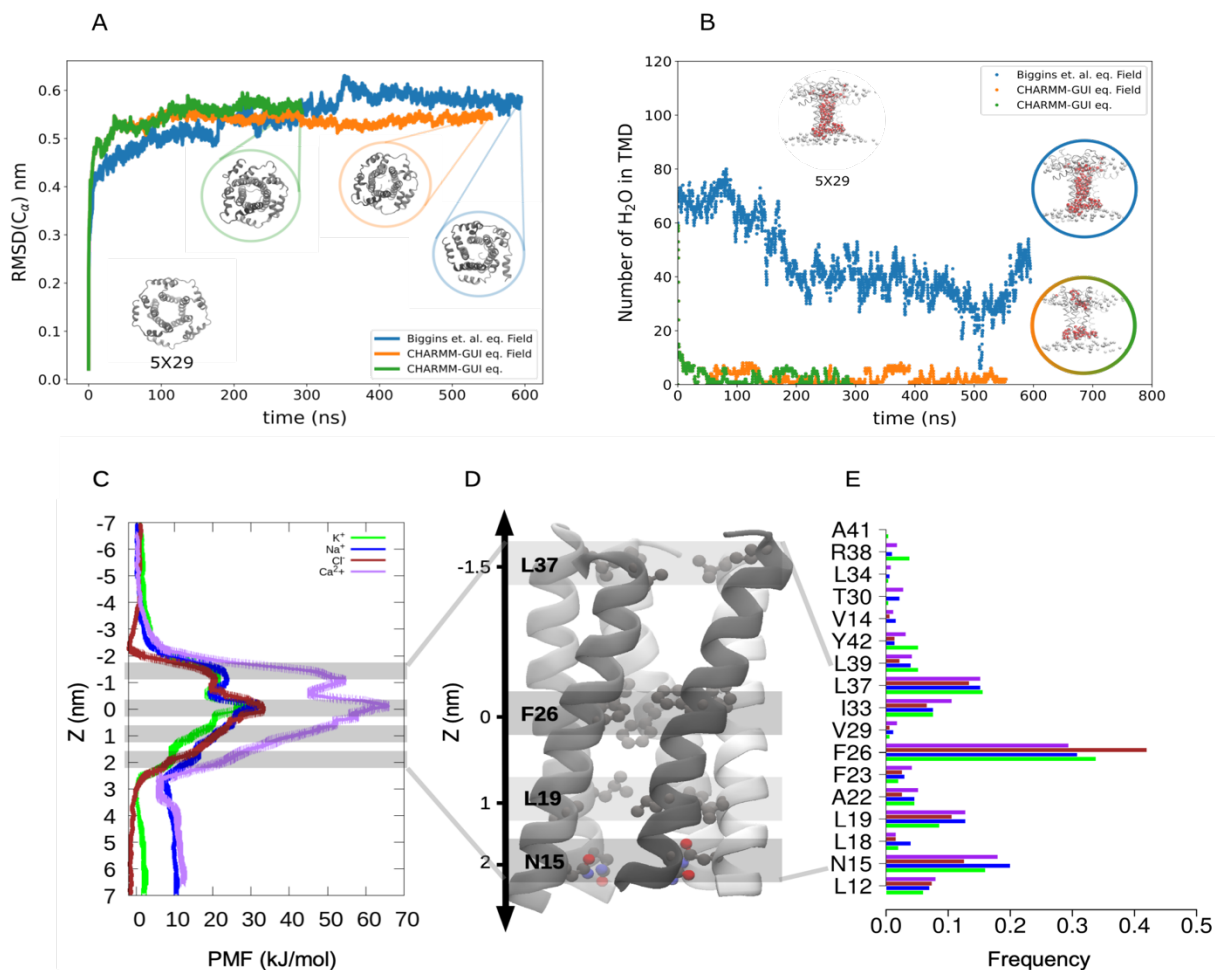 A
B
RMSD(Cα) nm
0.6
0.5
0.4
0.3
0.2
0.1
0.0
5X29
Biggins et. al. eq. Field
CHARMM-GUI eq. Field
CHARMM-GUI eq.
0 100 200 300 400 500 600
time (ns)
Number of H2O in TMD
120
100
80
60
40
20
0
5X29
Biggins et. al. eq. Field
CHARMM-GUI eq. Field
CHARMM-GUI eq.
0 100 200 300 400 500 600 700 800
time (ns)
C
D
E
Z (nm)
-7
-6
-5
-4
-3
-2
-1
0
1
2
3
4
5
6
7
K+
Na+
Cl-
Ca2+
0 10 20 30 40 50 60 70
PMF (kJ/mol)
Z (nm)
-1.5
0
1
2
L37
F26
L19
N15
A41
R38
L34
T30
V14
Y42
L39
L37
I33
V29
F26
F23
A22
L19
L18
N15
L12
0.0 0.1 0.2 0.3 0.4 0.5
Frequency